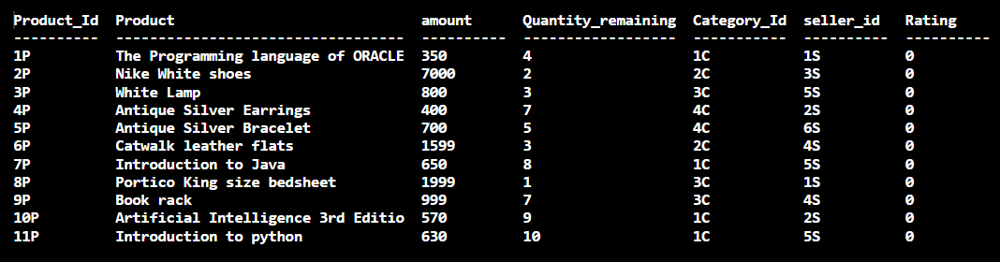 Product_Id  Product                          amount      Quantity_remaining  Category_Id  seller_id   Rating
----------  -------------------------------  ----------  ------------------  -----------  ----------  ----------
1P          The Programming language of ORACLE  350         4                   1C           1S          0
2P          Nike White shoes                 7000        2                   2C           3S          0
3P          White Lamp                       800         3                   3C           5S          0
4P          Antique Silver Earrings          400         7                   4C           2S          0
5P          Antique Silver Bracelet          700         5                   4C           6S          0
6P          Catwalk leather flats            1599        3                   2C           4S          0
7P          Introduction to Java             650         8                   1C           5S          0
8P          Portico King size bedsheet       1999        1                   3C           1S          0
9P          Book rack                        999         7                   3C           4S          0
10P         Artificial Intelligence 3rd Editio  570         9                   1C           2S          0
11P         Introduction to python           630         10                  1C           5S          0